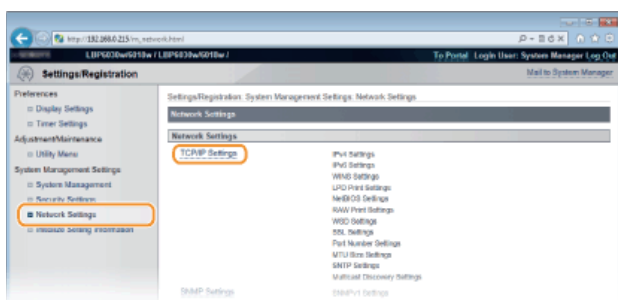 http://192.168.0.215/m_network.html
LBP6030w/6018w / LBP6030w/6018w /
To Portal Login User: System Manager Log Out
Settings/Registration
Mail to System Manager
Preferences
Display Settings
Timer Settings
Adjustment/Maintenance
Utility Menu
System Management Settings
System Management
Security Settings
Network Settings
Initialize Setting Information
Settings/Registration: System Management Settings: Network Settings
Network Settings
Network Settings
TCP/IP Settings
IPv4 Settings
IPv6 Settings
WINS Settings
LPD Print Settings
NetBIOS Settings
RAW Print Settings
WSD Settings
SSL Settings
Port Number Settings
MTU Size Settings
SNTP Settings
Multicast Discovery Settings
SNMP Settings
SNMPv1 Settings